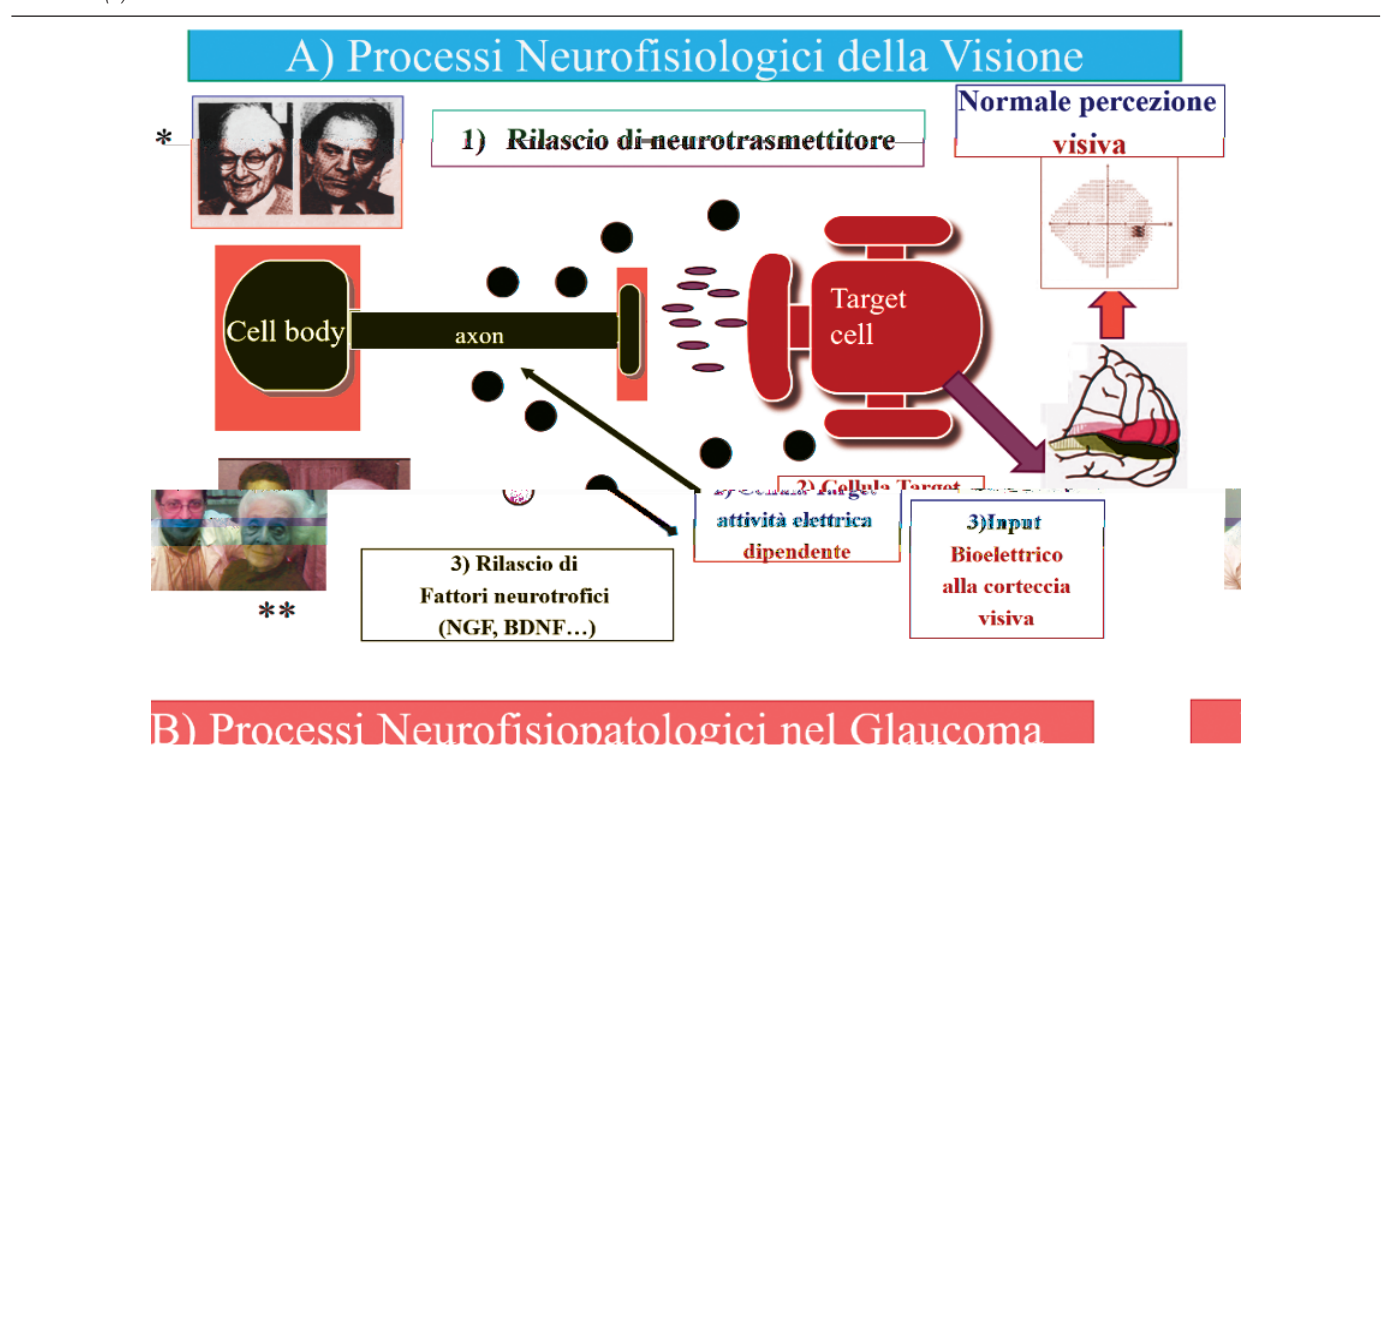 A) Processi Neurofisiologici della Visione
*
1) Rilascio di neurotrasmettitore
Normale percezione
visiva
Cell body
axon
Target
cell
2) Cellula Target
attività elettrica
dipendente
3)Input
Bioelettrico
alla corteccia
visiva
3) Rilascio di
Fattori neurotrofici
(NGF, BDNF…)
**
B) Processi Neurofisiopatologici nel Glaucoma